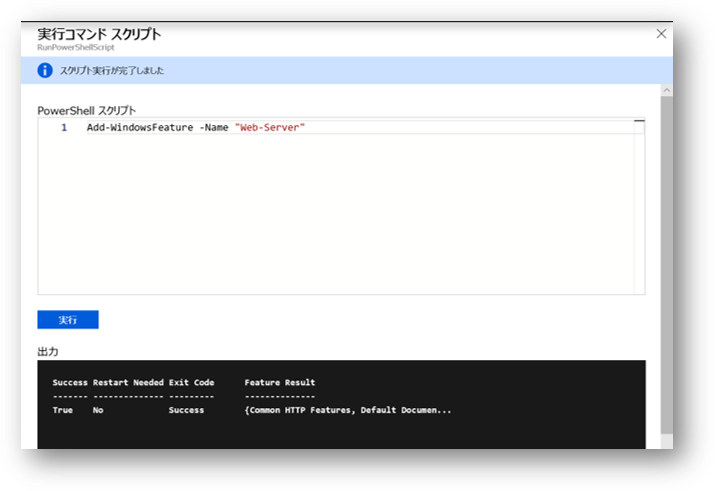 実行コマンド スクリプト
RunPowerShellScript
スクリプト実行が完了しました
PowerShell スクリプト
1 Add-WindowsFeature -Name "Web-Server"
実行
出力
Success Restart Needed Exit Code Feature Result
------- -------------- --------- --------------
True No Success {Common HTTP Features, Default Documen...